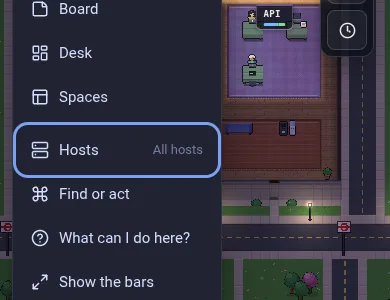 Board
API
Desk
Spaces
Hosts All hosts
Find or act
What can I do here?
Show the bars